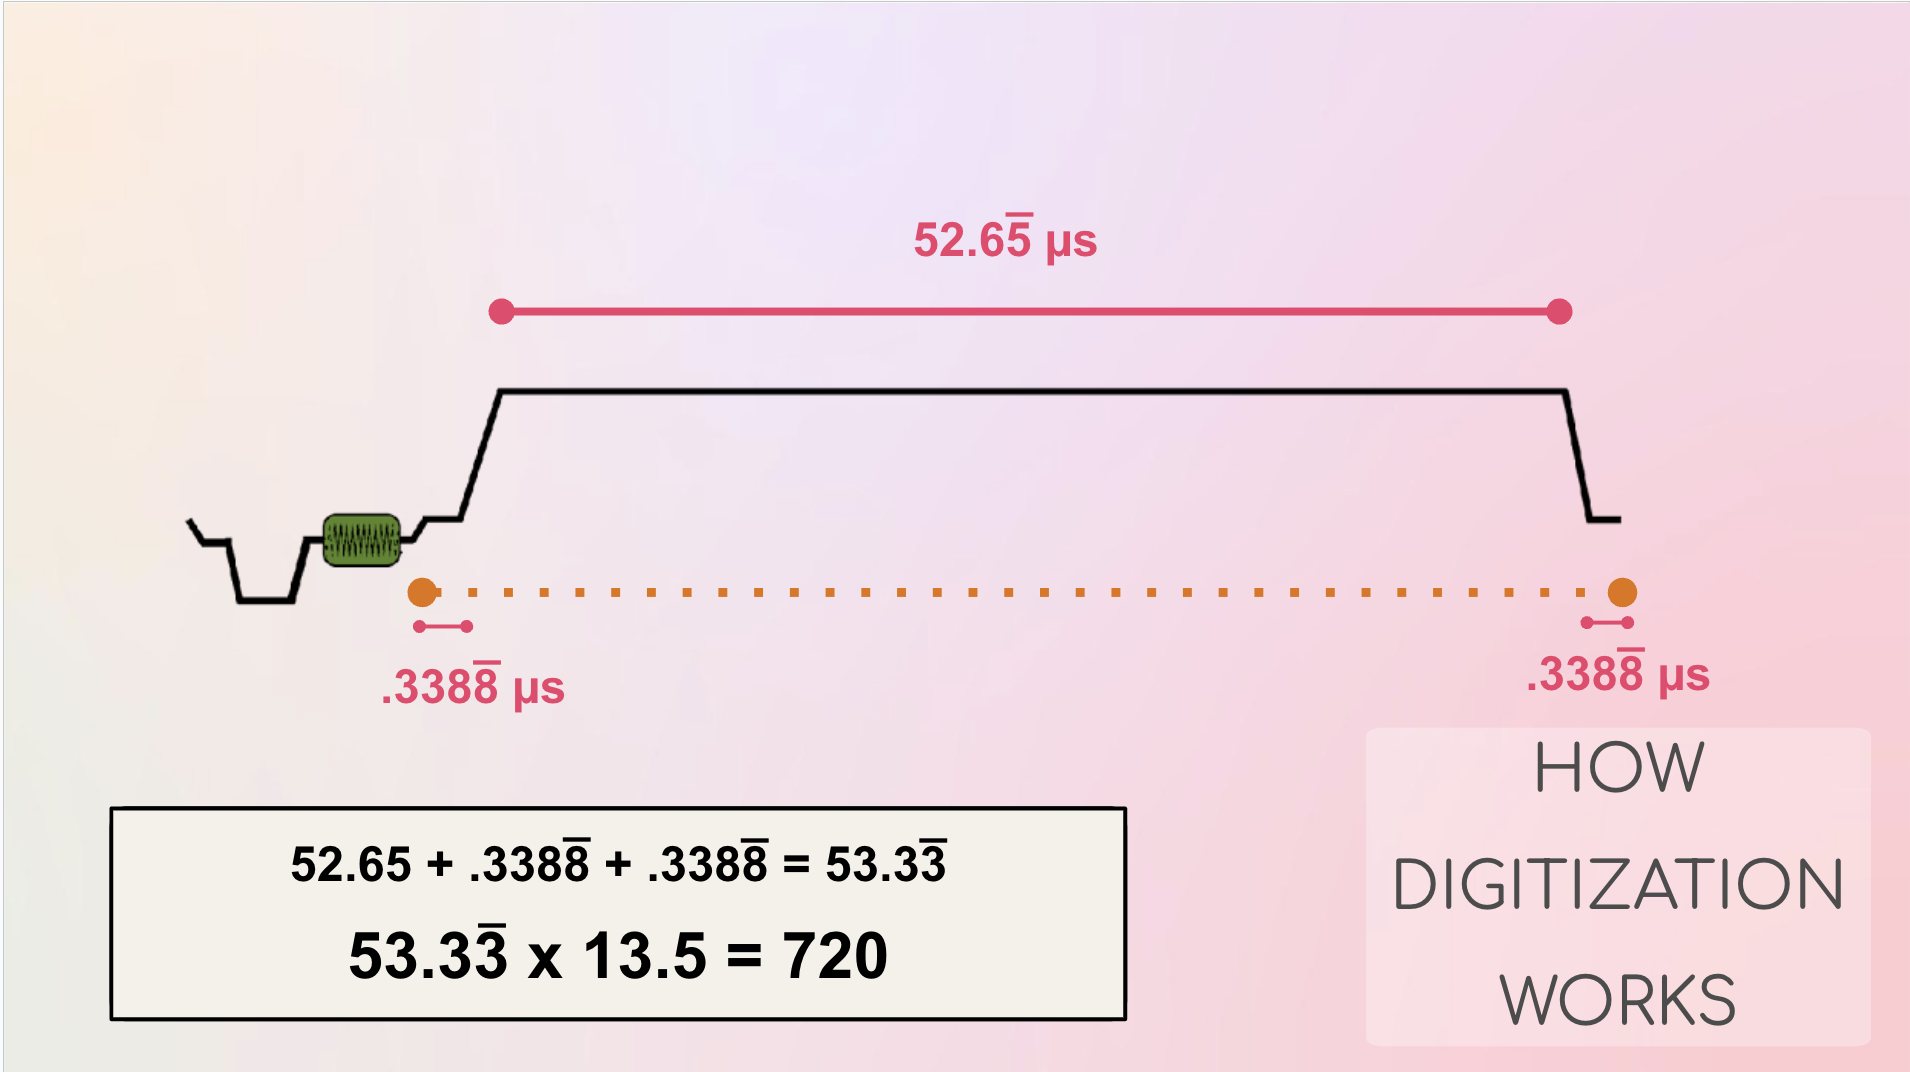 52.65̅ µs
.3388̅ µs
.3388̅ µs
52.65 + .3388̅ + .3388̅ = 53.33̅
53.33̅ x 13.5 = 720
HOW
DIGITIZATION
WORKS